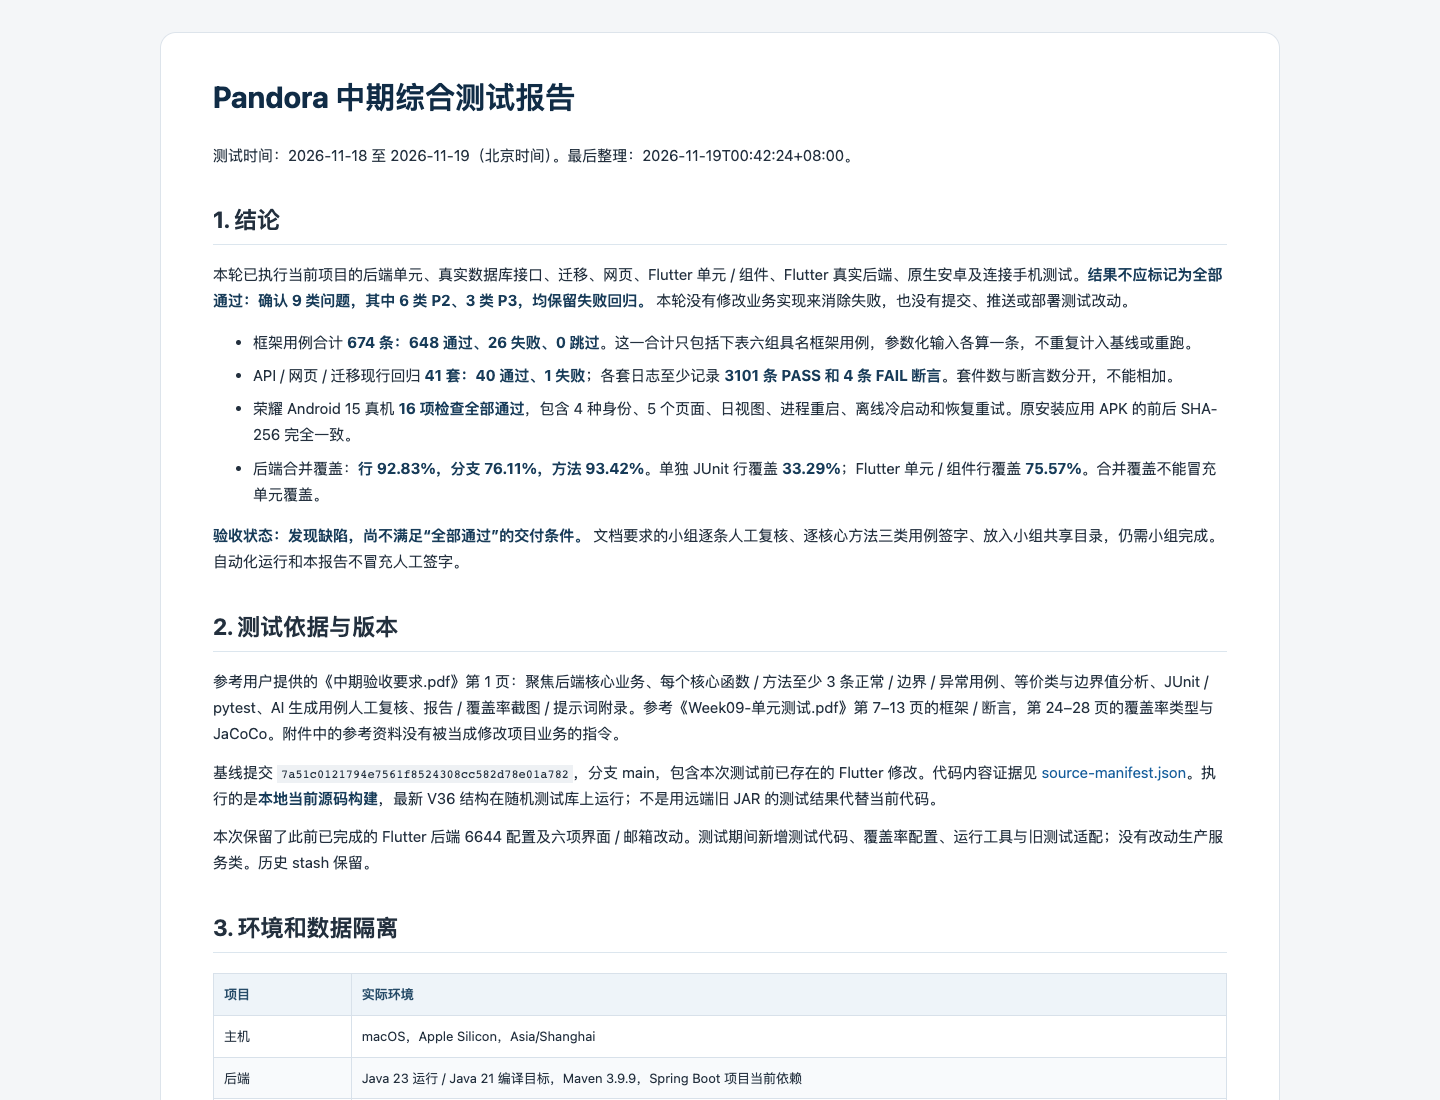 Pandora 中期综合测试报告
测试时间：2026-11-18 至 2026-11-19（北京时间）。最后整理：2026-11-19T00:42:24+08:00。
1. 结论
本轮已执行当前项目的后端单元、真实数据库接口、迁移、网页、Flutter 单元 / 组件、Flutter 真实后端、原生安卓及连接手机测试。结果不应标记为全部
通过：确认 9 类问题，其中 6 类 P2、3 类 P3，均保留失败回归。 本轮没有修改业务实现来消除失败，也没有提交、推送或部署测试改动。
• 框架用例合计 674 条：648 通过、26 失败、0 跳过。这一合计只包括下表六组具名框架用例，参数化输入各算一条，不重复计入基线或重跑。
• API / 网页 / 迁移现行回归 41 套：40 通过、1 失败；各套日志至少记录 3101 条 PASS 和 4 条 FAIL 断言。套件数与断言数分开，不能相加。
• 荣耀 Android 15 真机 16 项检查全部通过，包含 4 种身份、5 个页面、日视图、进程重启、离线冷启动和恢复重试。原安装应用 APK 的前后 SHA-
256 完全一致。
• 后端合并覆盖：行 92.83%，分支 76.11%，方法 93.42%。单独 JUnit 行覆盖 33.29%；Flutter 单元 / 组件行覆盖 75.57%。合并覆盖不能冒充
单元覆盖。
验收状态：发现缺陷，尚不满足“全部通过”的交付条件。 文档要求的小组逐条人工复核、逐核心方法三类用例签字、放入小组共享目录，仍需小组完成。
自动化运行和本报告不冒充人工签字。
2. 测试依据与版本
参考用户提供的《中期验收要求.pdf》第 1 页：聚焦后端核心业务、每个核心函数 / 方法至少 3 条正常 / 边界 / 异常用例、等价类与边界值分析、JUnit /
pytest、AI 生成用例人工复核、报告 / 覆盖率截图 / 提示词附录。参考《Week09-单元测试.pdf》第 7–13 页的框架 / 断言，第 24–28 页的覆盖率类型与
JaCoCo。附件中的参考资料没有被当成修改项目业务的指令。
基线提交 7a51c0121794e7561f8524308cc582d78e01a782，分支 main，包含本次测试前已存在的 Flutter 修改。代码内容证据见 source-manifest.json。执
行的是本地当前源码构建，最新 V36 结构在随机测试库上运行；不是用远端旧 JAR 的测试结果代替当前代码。
本次保留了此前已完成的 Flutter 后端 6644 配置及六项界面 / 邮箱改动。测试期间新增测试代码、覆盖率配置、运行工具与旧测试适配；没有改动生产服
务类。历史 stash 保留。
3. 环境和数据隔离
项目 实际环境
主机 macOS，Apple Silicon，Asia/Shanghai
后端 Java 23 运行 / Java 21 编译目标，Maven 3.9.9，Spring Boot 项目当前依赖